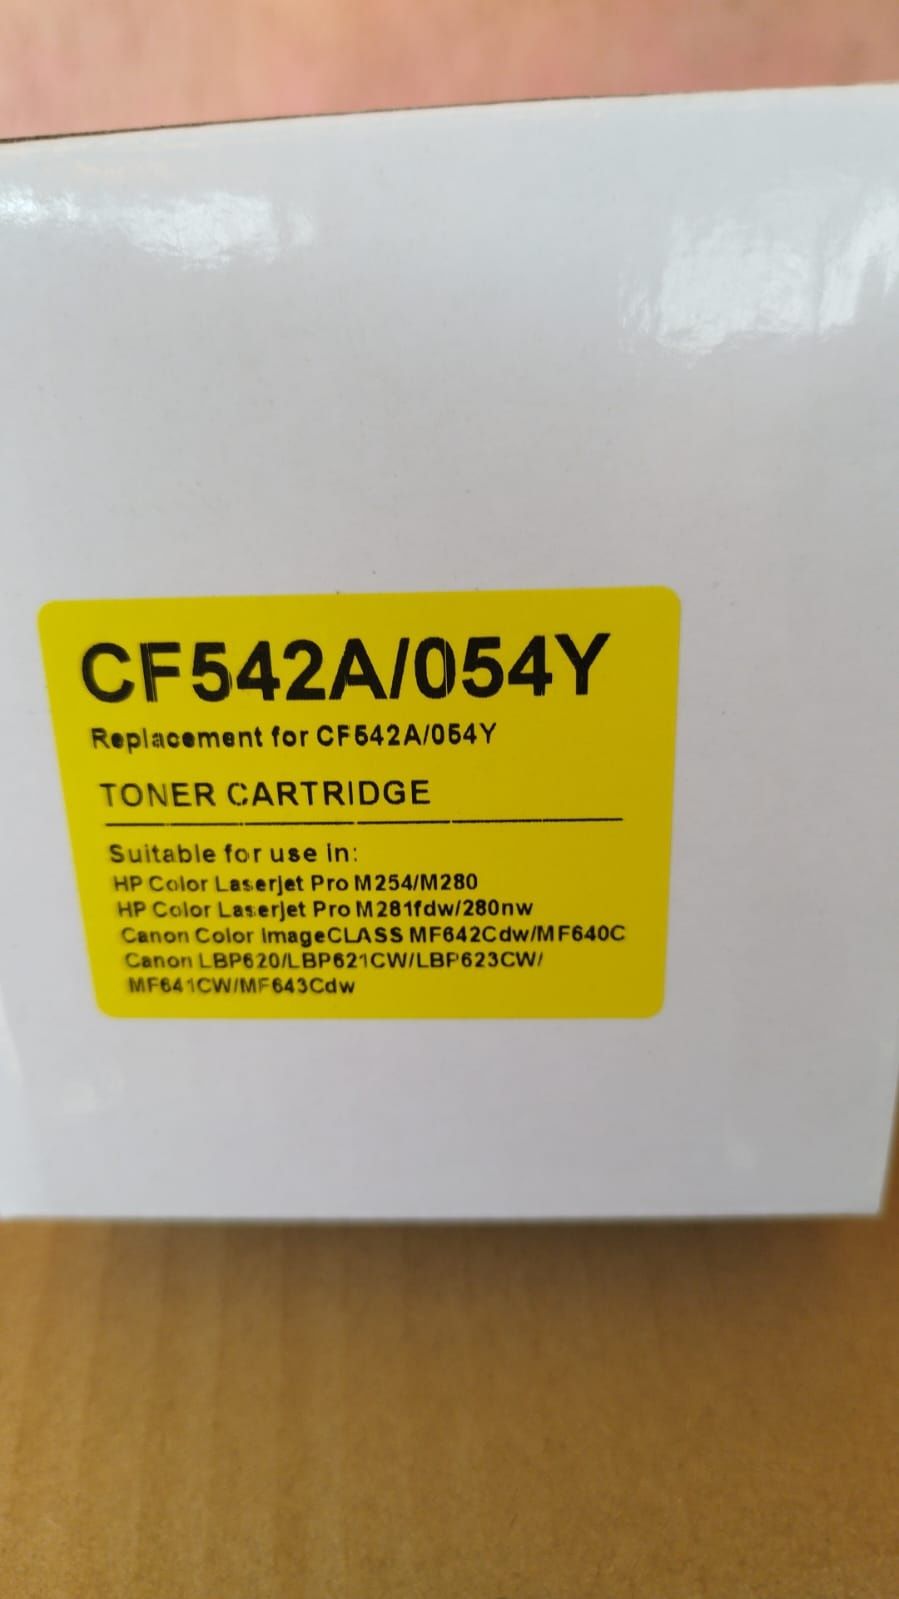 CF542A/054Y
Replacement for CF542A/054Y
TONER CARTRIDGE
Suitable for use in:
HP Color Laserjet Pro M254/M280
HP Color Laserjet Pro M281fdw/280nw
Canon Color imageCLASS MF642Cdw/MF640C
Canon LBP620/LBP621CW/LBP623CW/
MF641CW/MF643Cdw